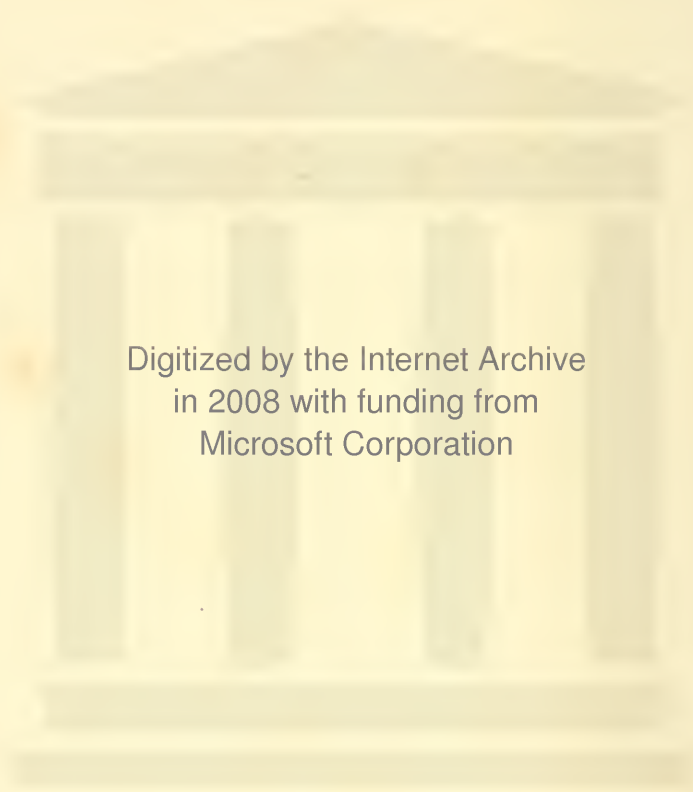 Digitized by the Internet Archive
in 2008 with funding from
Microsoft Corporation